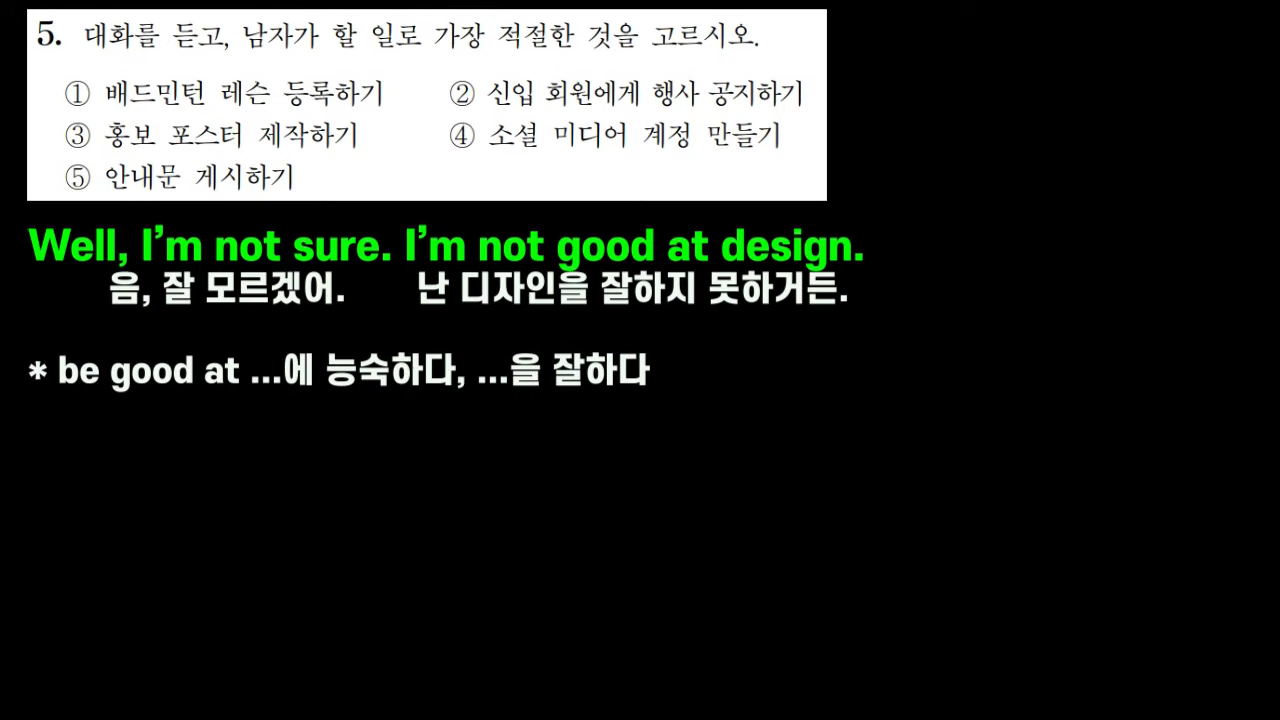 5. 대화를 듣고, 남자가 할 일로 가장 적절한 것을 고르시오.
① 배드민턴 레슨 등록하기 ② 신입 회원에게 행사 공지하기
③ 홍보 포스터 제작하기 ④ 소셜 미디어 계정 만들기
⑤ 안내문 게시하기
Well, I'm not sure. I'm not good at design.
음, 잘 모르겠어. 난 디자인을 잘하지 못하거든.
* be good at ...에 능숙하다, ...을 잘하다